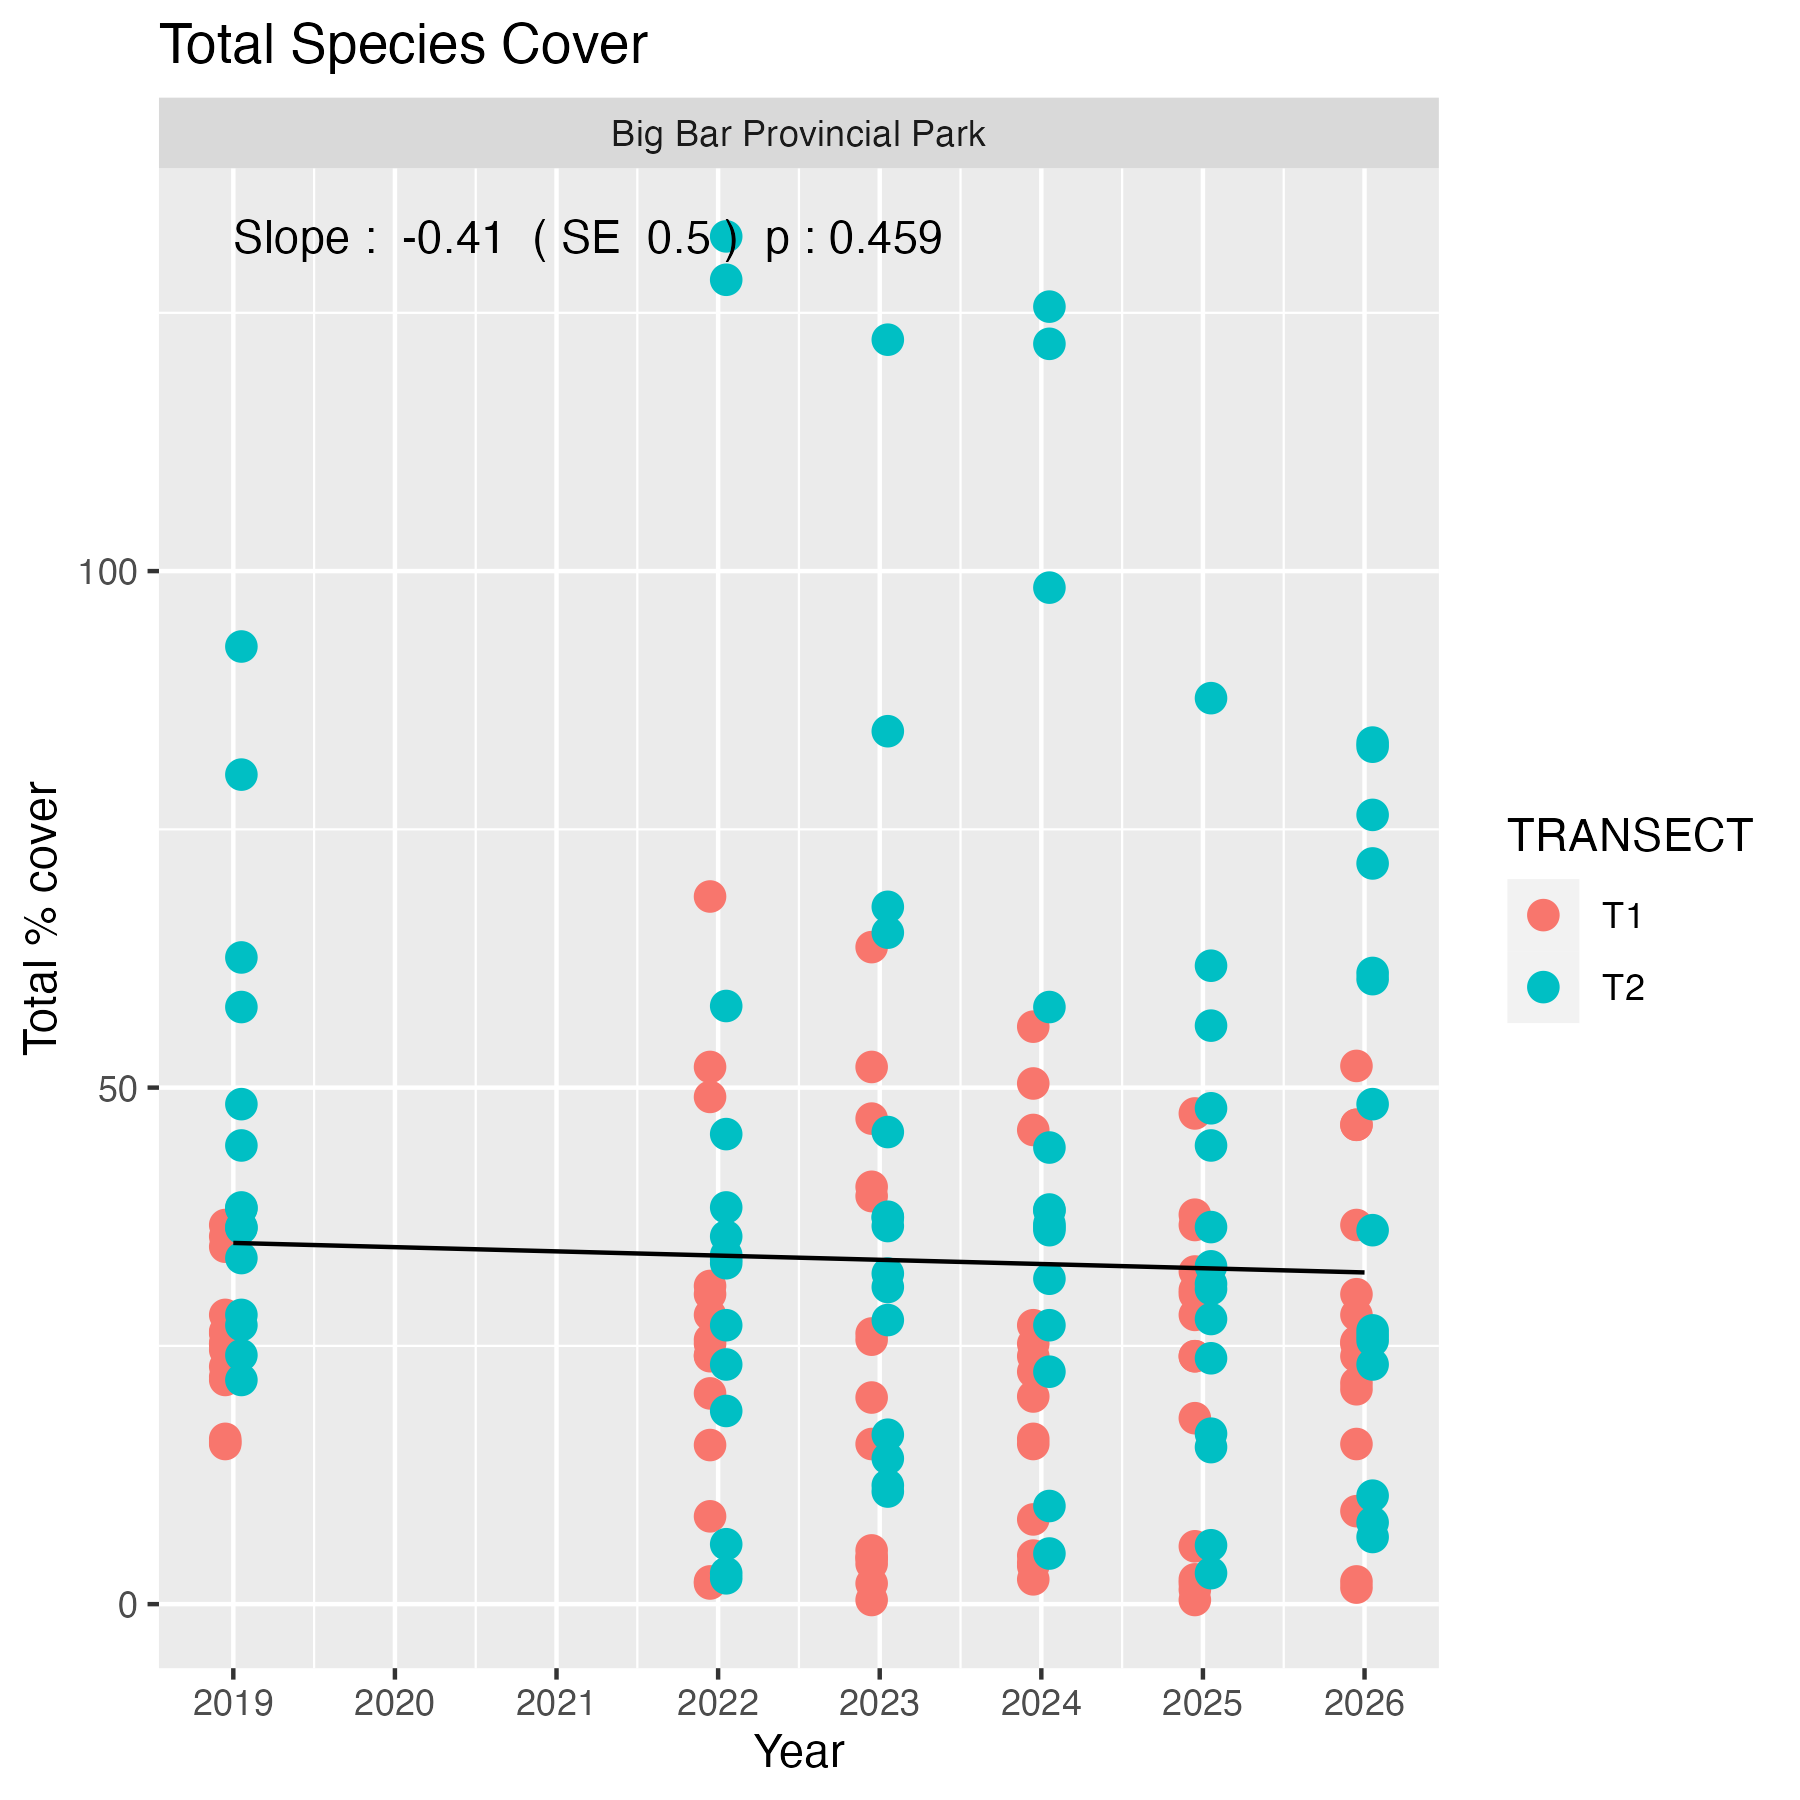 Total Species Cover
Big Bar Provincial Park
Slope : -0.41 ( SE 0.5 ) p : 0.459
100
50
0
Total % cover
2019 2020 2021 2022 2023 2024 2025 2026
Year
TRANSECT
T1
T2